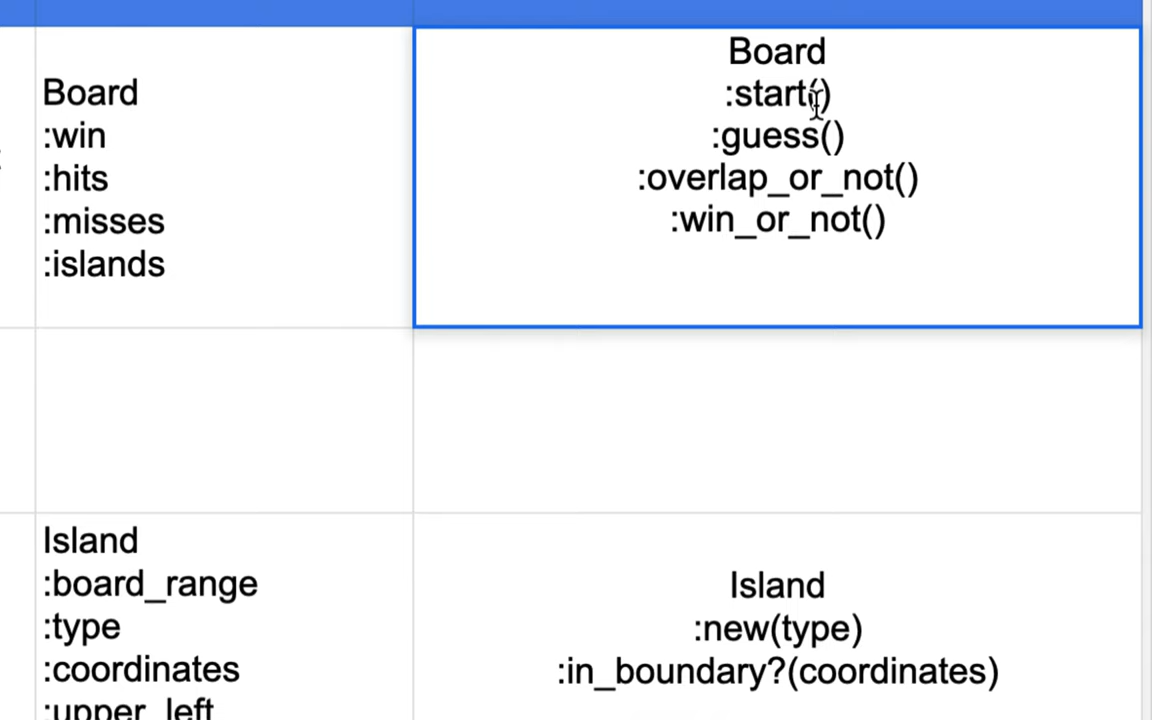 Board
:win
:hits
:misses
:islands
Board
:start()
:guess()
:overlap_or_not()
:win_or_not()
Island
:board_range
:type
:coordinates
:upper_left
Island
:new(type)
:in_boundary?(coordinates)